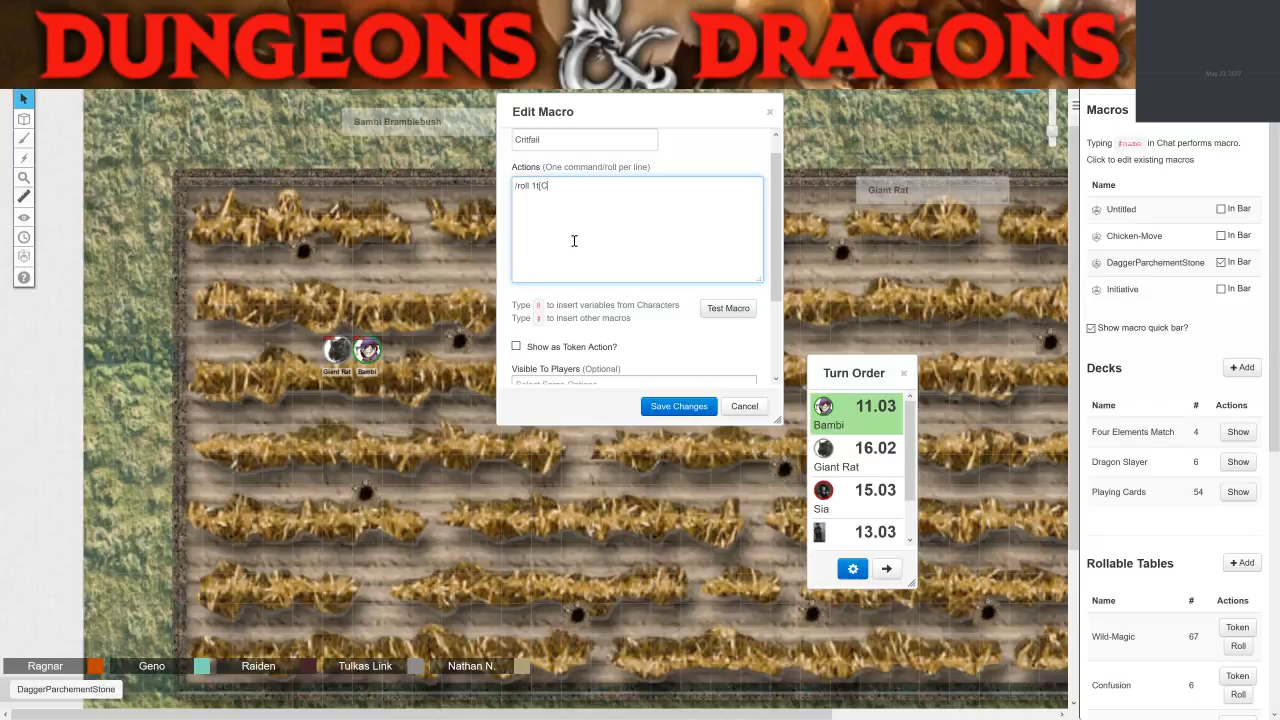 DUNGEONS & DRAGONS
May 23, 2017
Bambi Bramblebush
Giant Rat
Giard Rat
Bambi
Edit Macro
×
Critfail
Actions (One command/roll per line)
/roll 1t[C
Type @ to insert variables from Characters
Type # to insert other macros
Test Macro
Show as Token Action?
Visible To Players (Optional)
Save Changes
Cancel
Turn Order
×
11.03
Bambi
16.02
Giant Rat
15.03
Sia
13.03
Macros
Typing #name in Chat performs macro.
Click to edit existing macros
Name
Untitled In Bar
Chicken-Move In Bar
DaggerParchementStone In Bar
Initiative In Bar
Show macro quick bar?
Decks + Add
Name # Actions
Four Elements Match 4 Show
Dragon Slayer 6 Show
Playing Cards 54 Show
Rollable Tables + Add
Name # Actions
Wild-Magic 67 Token
Roll
Confusion 6 Token
Roll
Ragnar Geno Raiden Tulkas Link Nathan N.
DaggerParchementStone